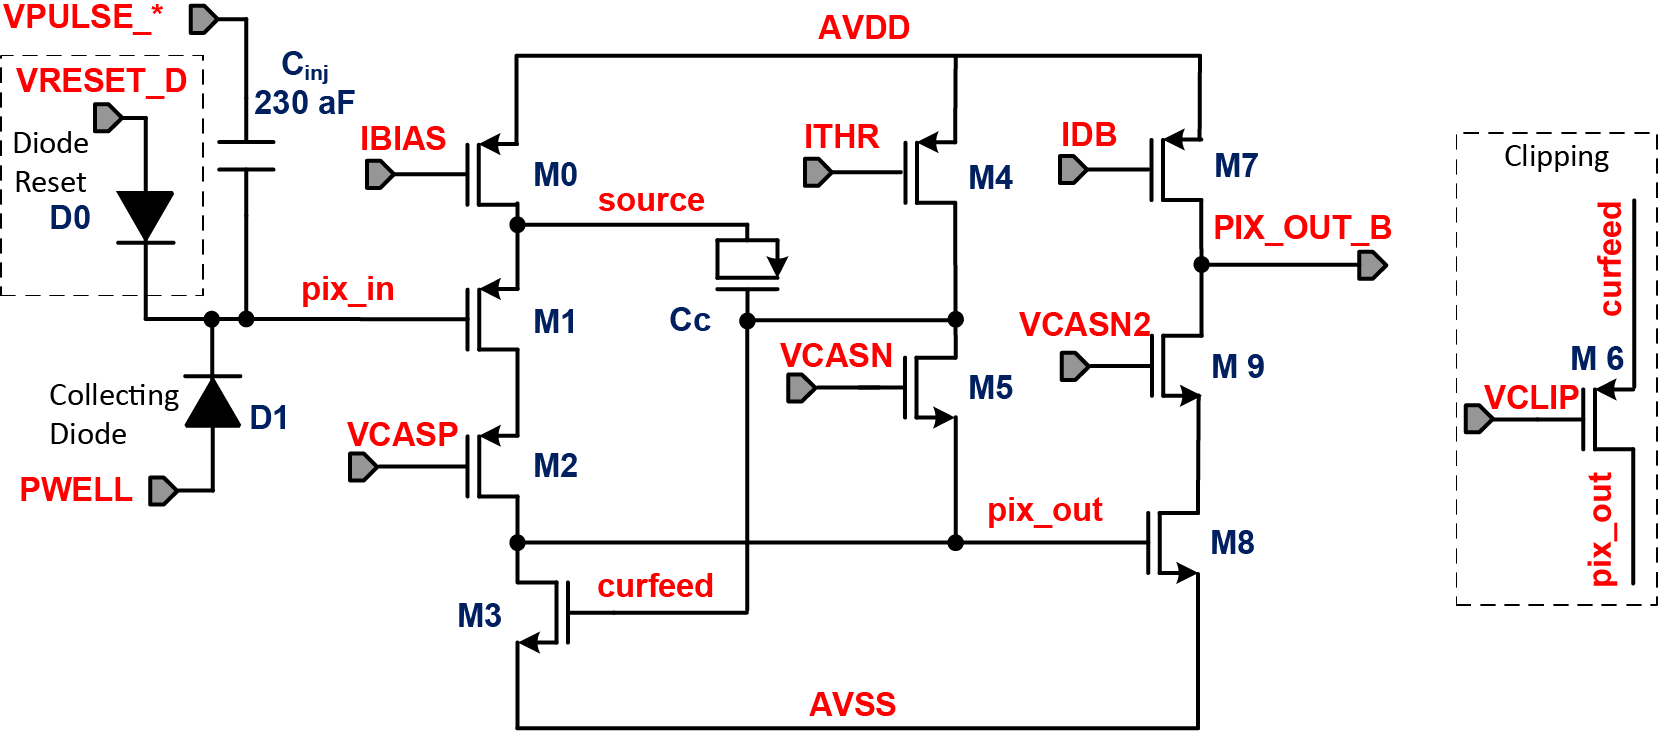 VPULSE_*
AVDD
VRESET_D
Cinj
230 aF
Diode
Reset
D0
IBIAS
M0
ITHR
M4
IDB
M7
Clipping
source
PIX_OUT_B
curfeed
pix_in
M1
Cc
VCASN
M5
VCASN2
M 9
M 6
VCLIP
Collecting
Diode
D1
VCASP
M2
PWELL
pix_out
M8
pix_out
curfeed
M3
AVSS